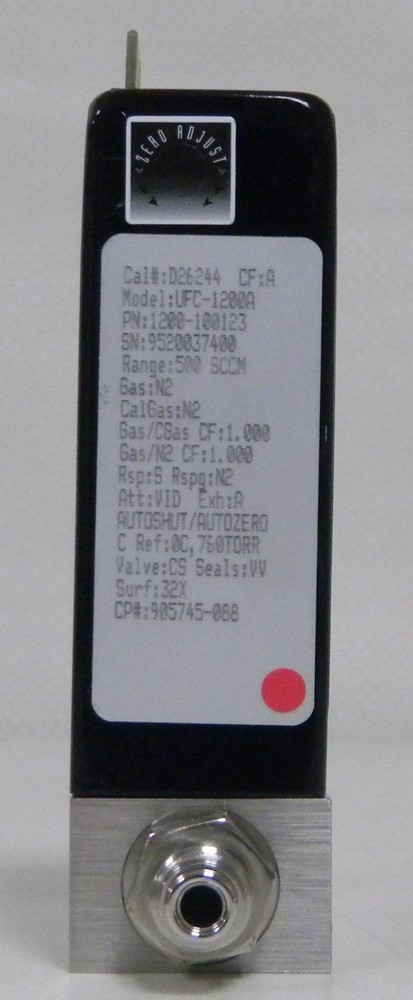 ZERO ADJUST
Cal#:D26244 CF:A
Model:UFC-1200A
PN:1200-100123
SN:9520037400
Range:500 SCCM
Gas:N2
CalGas:N2
Gas/CGas CF:1.000
Gas/N2 CF:1.000
Rsp:S Rspg:N2
Att:VID Exh:A
AUTOSHUT/AUTOZERO
C Ref:0C,760TORR
Valve:CS Seals:VV
Surf:32X
CP#:905745-088